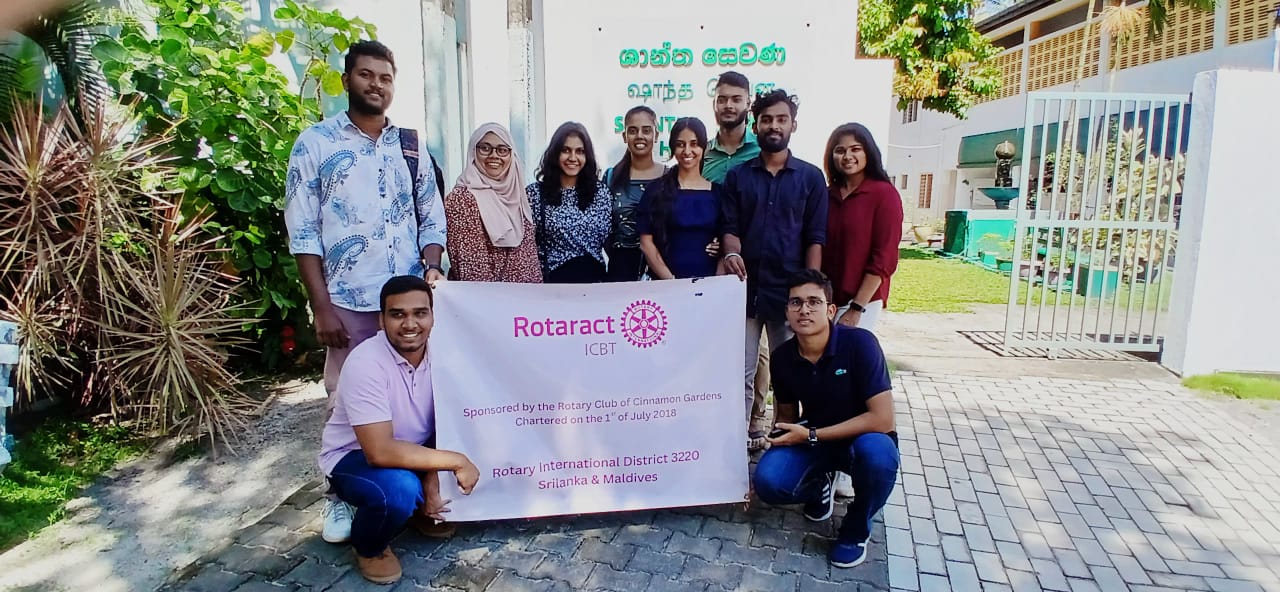 ශාන්ත සෙවණ
ஷாந்த
Rotaract
ICBT
Sponsored by the Rotary Club of Cinnamon Gardens
Chartered on the 1st of July 2018
Rotary International District 3220
Srilanka & Maldives